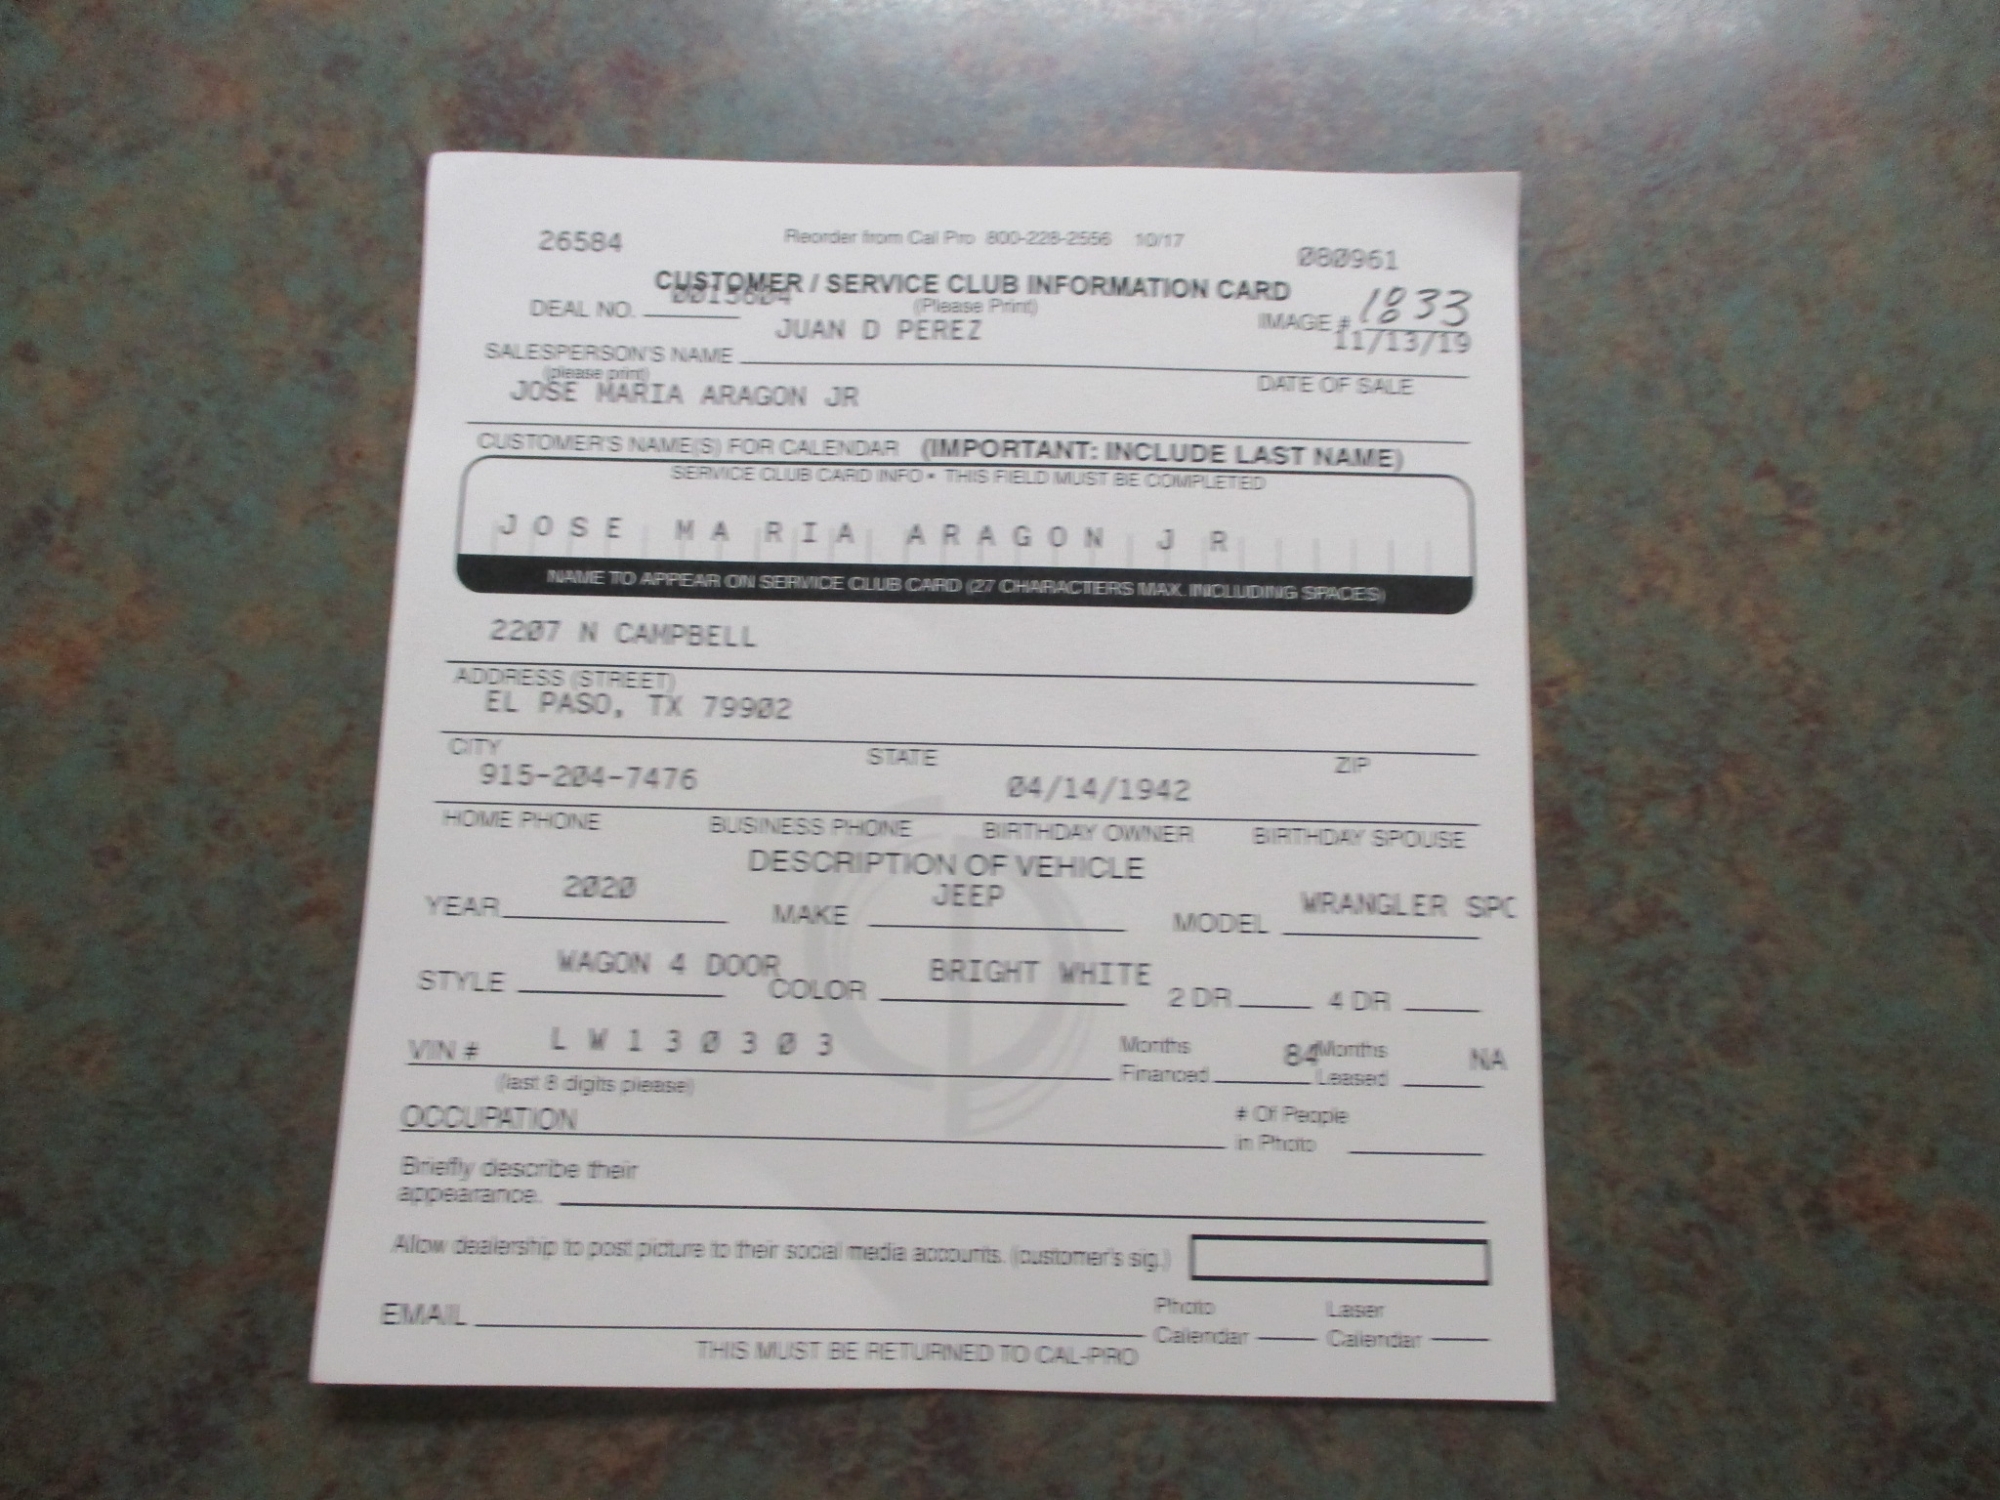 26584 Reorder from Cal Pro 800-228-2556 10/17 080961
CUSTOMER / SERVICE CLUB INFORMATION CARD
DEAL NO. 0015604 (Please Print) IMAGE # 1833
JUAN D PEREZ 11/13/19
SALESPERSON'S NAME DATE OF SALE
(please print)
JOSE MARIA ARAGON JR
CUSTOMER'S NAME(S) FOR CALENDAR (IMPORTANT: INCLUDE LAST NAME)
SERVICE CLUB CARD INFO • THIS FIELD MUST BE COMPLETED
JOSE MARIA ARAGON JR
NAME TO APPEAR ON SERVICE CLUB CARD (27 CHARACTERS MAX. INCLUDING SPACES)
2207 N CAMPBELL
ADDRESS (STREET)
EL PASO, TX 79902
CITY STATE ZIP
915-204-7476 04/14/1942
HOME PHONE BUSINESS PHONE BIRTHDAY OWNER BIRTHDAY SPOUSE
DESCRIPTION OF VEHICLE
YEAR 2020 MAKE JEEP MODEL WRANGLER SPO
STYLE WAGON 4 DOOR COLOR BRIGHT WHITE 2 DR 4 DR
VIN # L W 1 3 0 3 0 3 Months Financed 84 Months Leased NA
(last 8 digits please)
OCCUPATION # Of People in Photo
Briefly describe their
appearance.
Allow dealership to post picture to their social media accounts. (customer's sig.)
EMAIL Photo Calendar Laser Calendar
THIS MUST BE RETURNED TO CAL-PRO